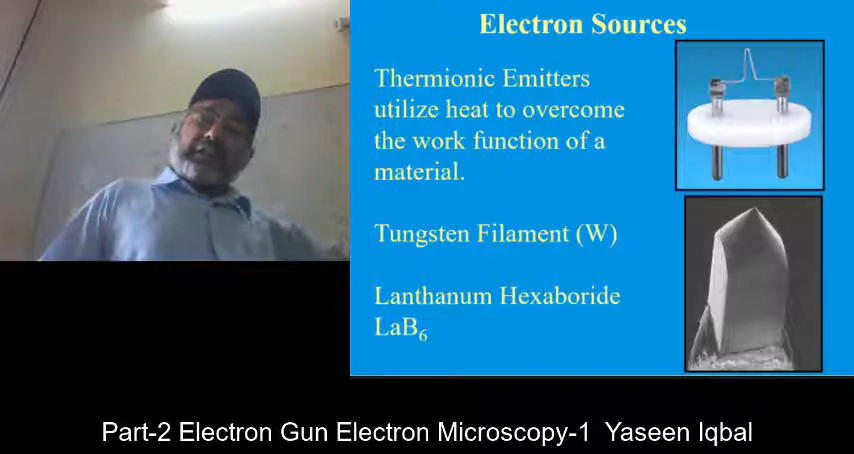 Electron Sources
Thermionic Emitters
utilize heat to overcome
the work function of a
material.
Tungsten Filament (W)
Lanthanum Hexaboride
LaB₆
Part-2 Electron Gun Electron Microscopy-1 Yaseen Iqbal